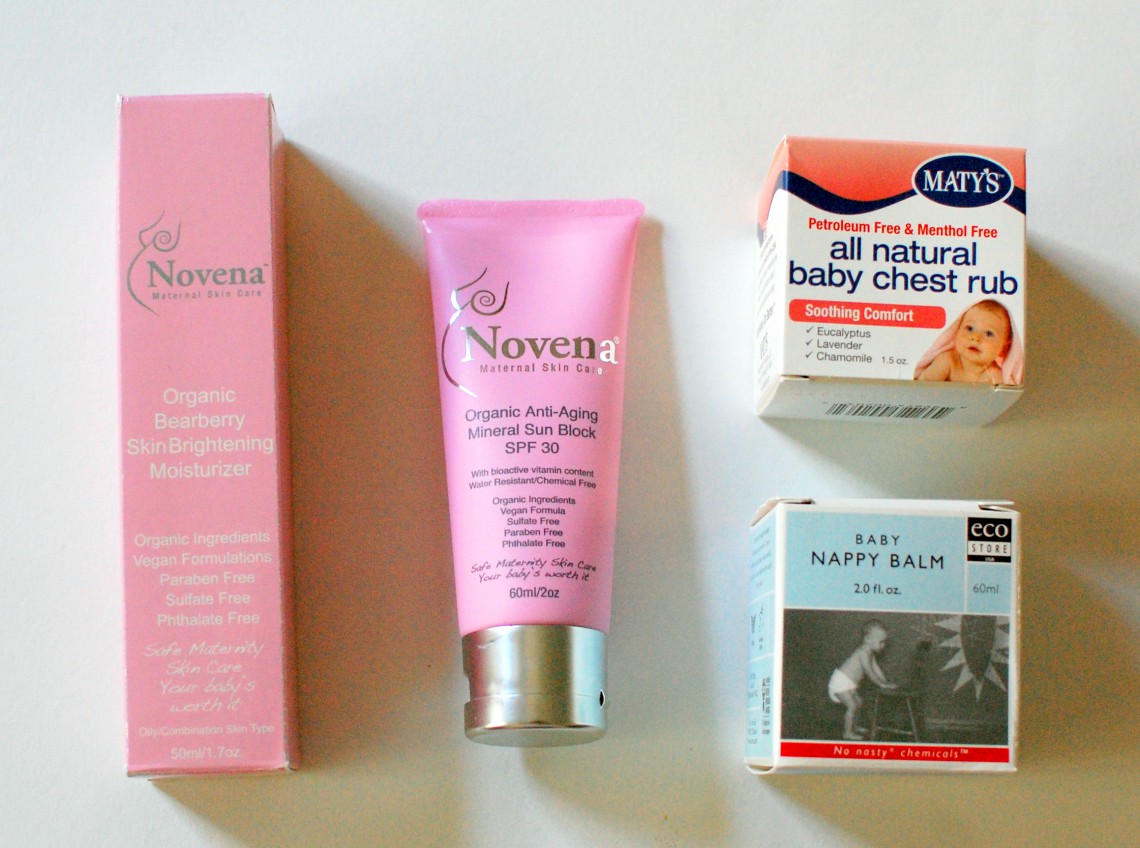 Novena™
Maternal Skin Care
Organic
Bearberry
Skin Brightening
Moisturizer
Organic Ingredients
Vegan Formulations
Paraben Free
Sulfate Free
Phthalate Free
Safe Maternity
Skin Care
Your baby's
worth it
Oily/Combination Skin Type
50ml/1.7oz.
Novena®
Maternal Skin Care
Organic Anti-Aging
Mineral Sun Block
SPF 30
With bioactive vitamin content
Water Resistant/Chemical Free
Organic Ingredients
Vegan Formula
Sulfate Free
Paraben Free
Phthalate Free
Safe Maternity Skin Care
Your baby's worth it
60ml/2oz
MATY'S™
Petroleum Free & Menthol Free
all natural
baby chest rub
Soothing Comfort
✓ Eucalyptus
✓ Lavender
✓ Chamomile 1.5 oz.
BABY
NAPPY BALM
2.0 fl. oz.
eco
STORE
USA
60ml
No nasty* chemicals™